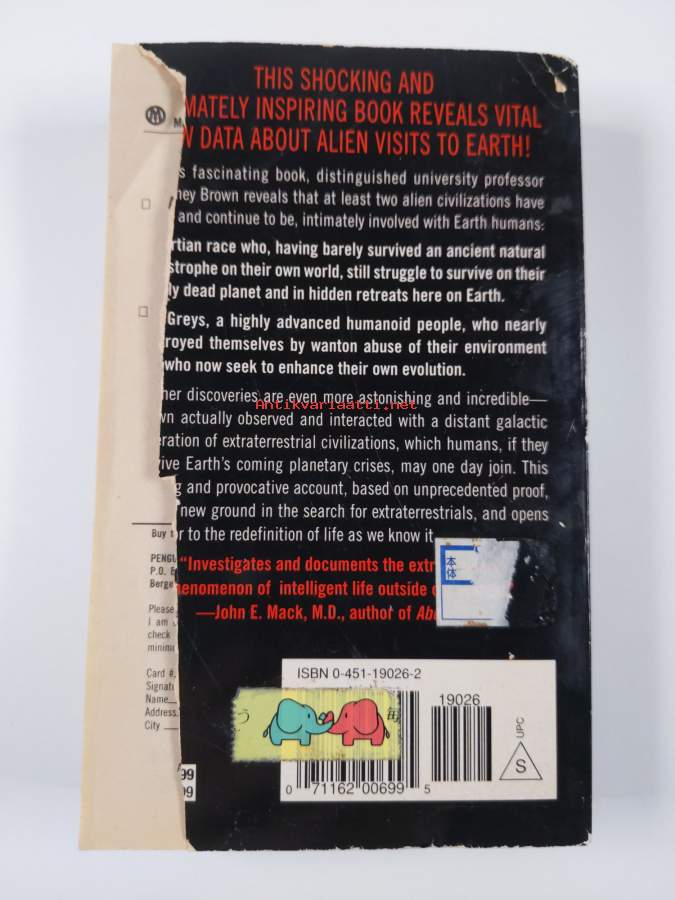 THIS SHOCKING AND
MATELY INSPIRING BOOK REVEALS VITAL
W DATA ABOUT ALIEN VISITS TO EARTH!
s fascinating book, distinguished university professor
ney Brown reveals that at least two alien civilizations have
and continue to be, intimately involved with Earth humans:
rtian race who, having barely survived an ancient natural
strophe on their own world, still struggle to survive on their
ly dead planet and in hidden retreats here on Earth.
Greys, a highly advanced humanoid people, who nearly
royed themselves by wanton abuse of their environment
who now seek to enhance their own evolution.
her discoveries are even more astonishing and incredible—
Antikvariaatti.net
wn actually observed and interacted with a distant galactic
eration of extraterrestrial civilizations, which humans, if they
ive Earth's coming planetary crises, may one day join. This
g and provocative account, based on unprecedented proof,
new ground in the search for extraterrestrials, and opens
r to the redefinition of life as we know it
"Investigates and documents the extr
henomenon of intelligent life outside
—John E. Mack, M.D., author of Ab
本体
Buy
PENGU
P.O. B
Berge
Please
I am
check
minim
Card #,
Signat
Name
Address
City
99
99
ISBN 0-451-19026-2
19026
う
毎
0 71162 00699 5
UPC
S